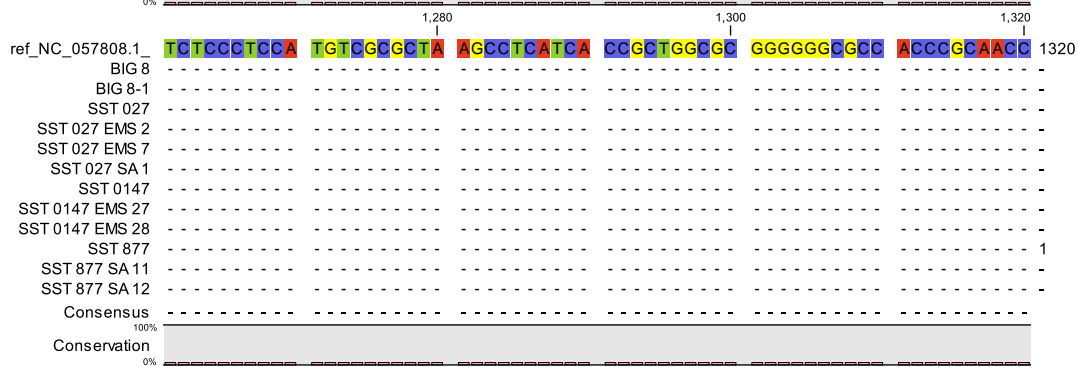 0%
1,280 1,300 1,320
ref_NC_057808.1_ TCTCCCTCCA TGTCGCGCTA AGCCTCATCA CCGCTGGCGC GGGGGGCGCC ACCCGCAACC 1320
BIG 8 - - - - - - - - - - - - - - - - - - - - - - - - - - - - - - - - - - - - - - - - - - - - - - - - - - - - - - - - - - - - -
BIG 8-1 - - - - - - - - - - - - - - - - - - - - - - - - - - - - - - - - - - - - - - - - - - - - - - - - - - - - - - - - - - - - -
SST 027 - - - - - - - - - - - - - - - - - - - - - - - - - - - - - - - - - - - - - - - - - - - - - - - - - - - - - - - - - - - - -
SST 027 EMS 2 - - - - - - - - - - - - - - - - - - - - - - - - - - - - - - - - - - - - - - - - - - - - - - - - - - - - - - - - - - - - -
SST 027 EMS 7 - - - - - - - - - - - - - - - - - - - - - - - - - - - - - - - - - - - - - - - - - - - - - - - - - - - - - - - - - - - - -
SST 027 SA 1 - - - - - - - - - - - - - - - - - - - - - - - - - - - - - - - - - - - - - - - - - - - - - - - - - - - - - - - - - - - - -
SST 0147 - - - - - - - - - - - - - - - - - - - - - - - - - - - - - - - - - - - - - - - - - - - - - - - - - - - - - - - - - - - - -
SST 0147 EMS 27 - - - - - - - - - - - - - - - - - - - - - - - - - - - - - - - - - - - - - - - - - - - - - - - - - - - - - - - - - - - - -
SST 0147 EMS 28 - - - - - - - - - - - - - - - - - - - - - - - - - - - - - - - - - - - - - - - - - - - - - - - - - - - - - - - - - - - - -
SST 877 - - - - - - - - - - - - - - - - - - - - - - - - - - - - - - - - - - - - - - - - - - - - - - - - - - - - - - - - - - - - 1
SST 877 SA 11 - - - - - - - - - - - - - - - - - - - - - - - - - - - - - - - - - - - - - - - - - - - - - - - - - - - - - - - - - - - - -
SST 877 SA 12 - - - - - - - - - - - - - - - - - - - - - - - - - - - - - - - - - - - - - - - - - - - - - - - - - - - - - - - - - - - - -
Consensus - - - - - - - - - - - - - - - - - - - - - - - - - - - - - - - - - - - - - - - - - - - - - - - - - - - - - - - - - - - -
100%
Conservation
0%